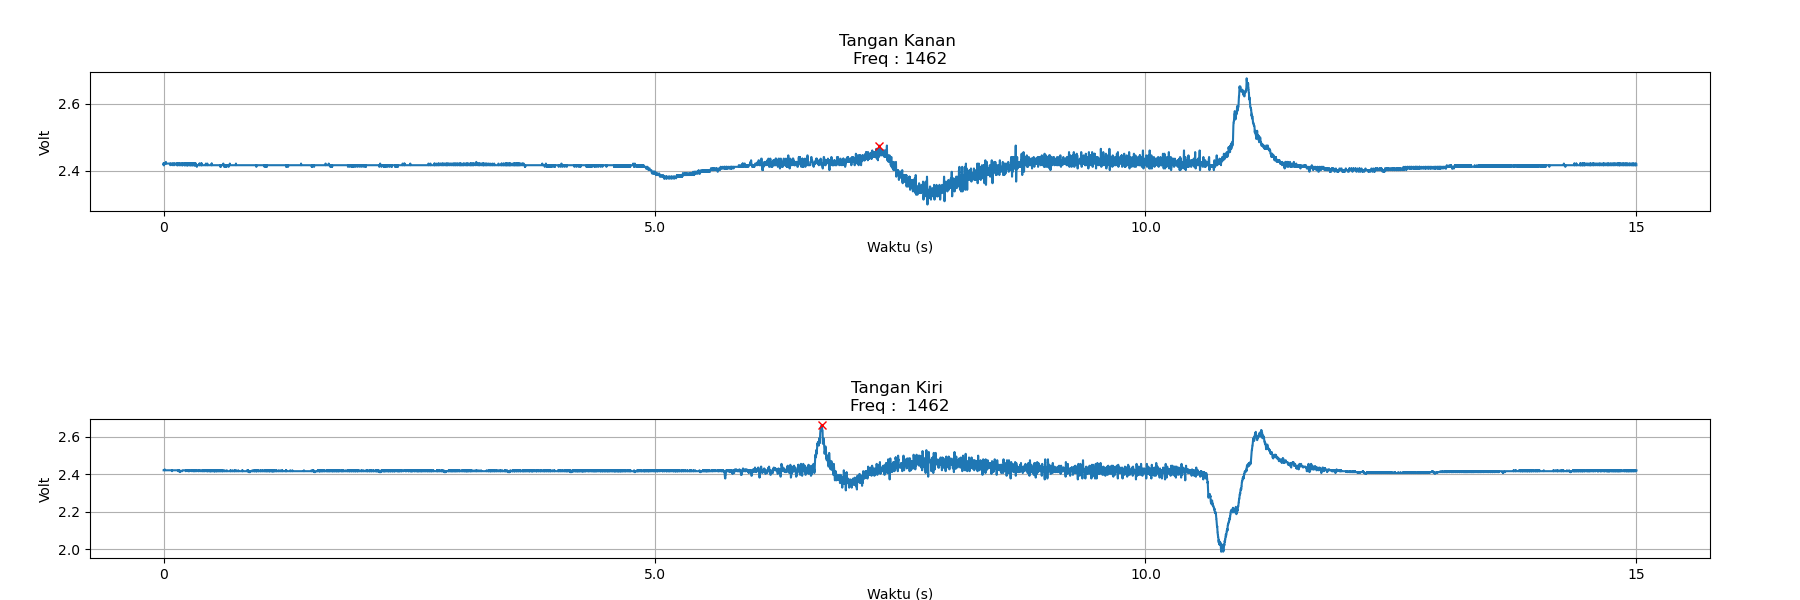 Tangan Kanan
Freq : 1462
2.6
2.4
Volt
0
5.0
10.0
15
Waktu (s)
Tangan Kiri
Freq :  1462
2.6
2.4
2.2
2.0
Volt
0
5.0
10.0
15
Waktu (s)